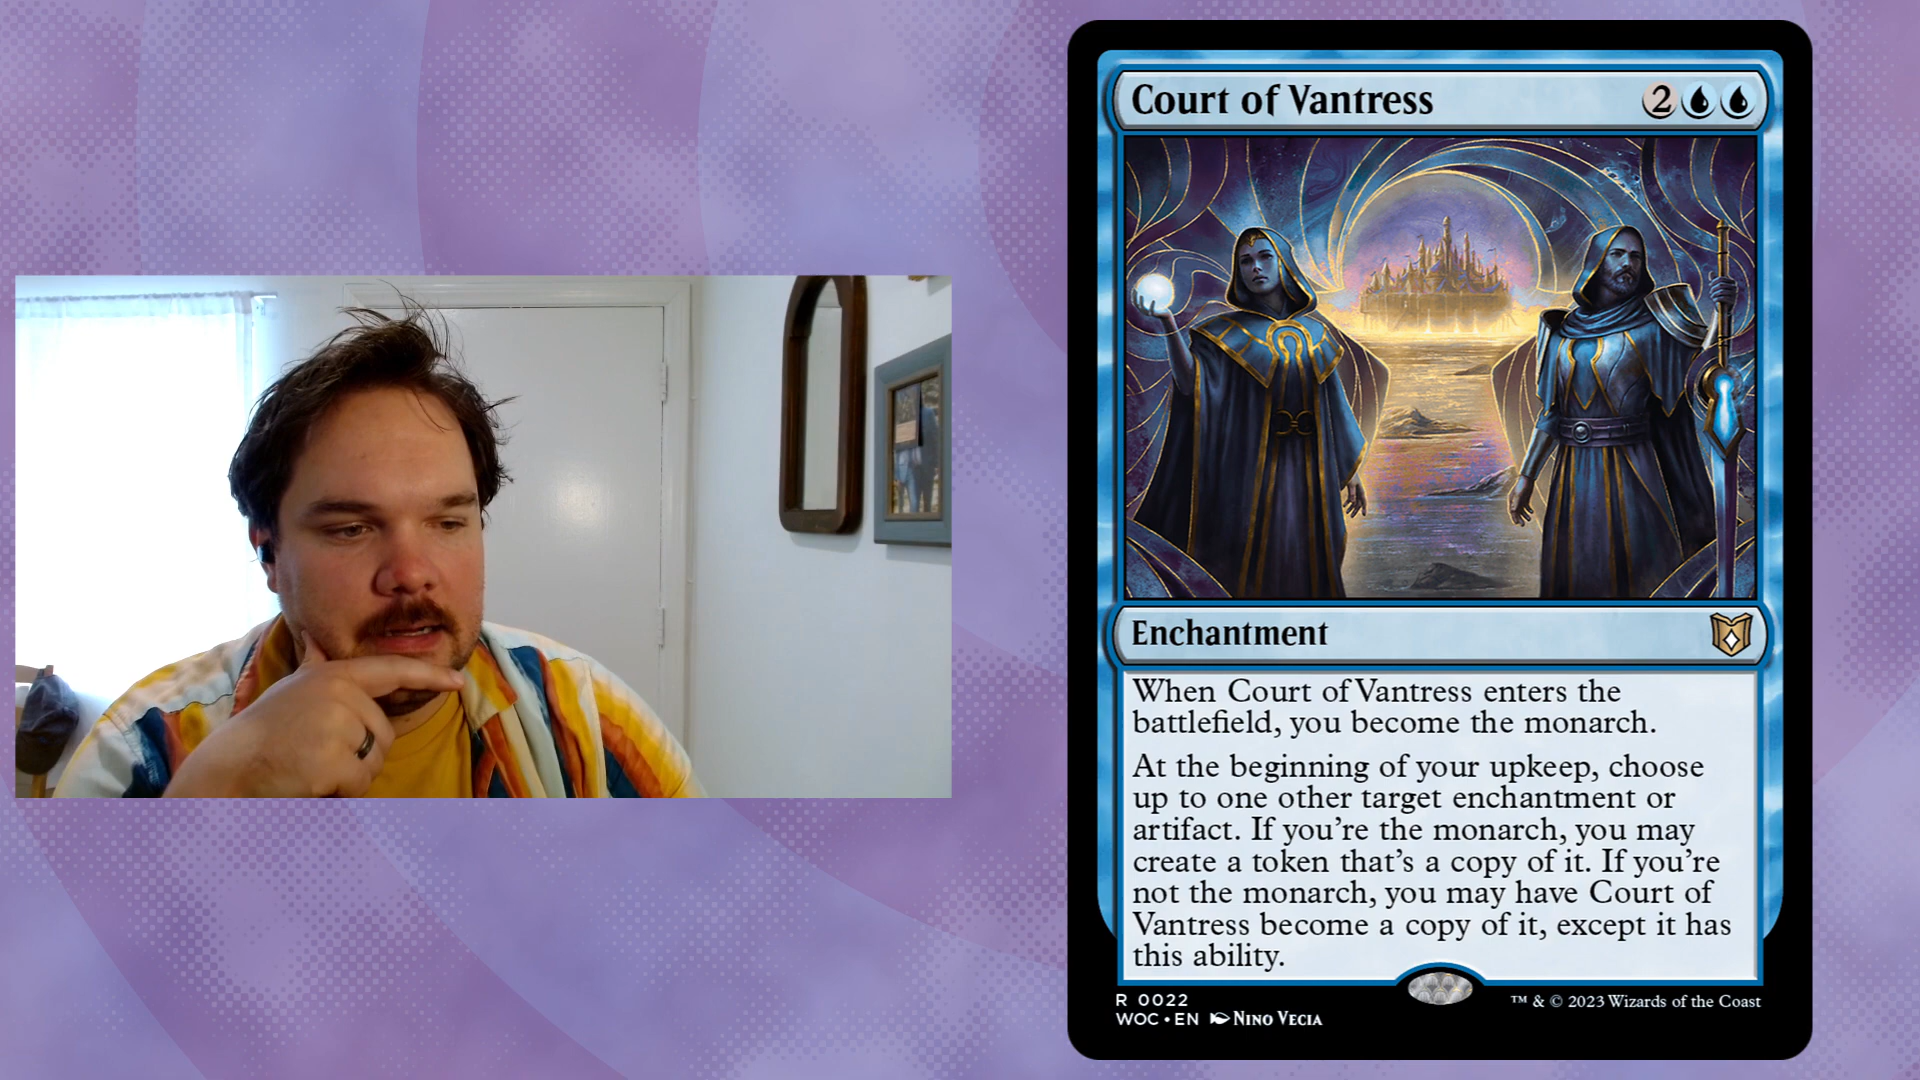 Court of Vantress
2
Enchantment
When Court of Vantress enters the
battlefield, you become the monarch.
At the beginning of your upkeep, choose
up to one other target enchantment or
artifact. If you're the monarch, you may
create a token that's a copy of it. If you're
not the monarch, you may have Court of
Vantress become a copy of it, except it has
this ability.
R 0022
WOC • EN Nino Vecia
™ & © 2023 Wizards of the Coast